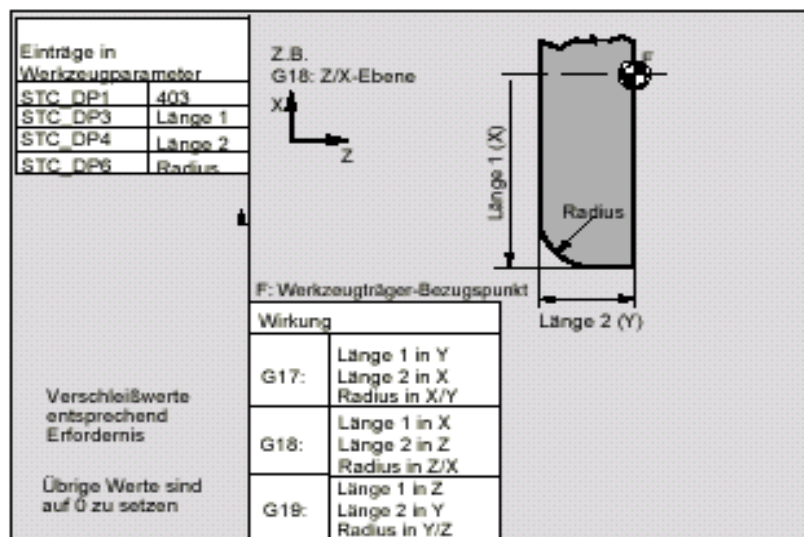 Einträge in
Werkzeugparameter
STC_DP1 403
STC_DP3 Länge 1
STC_DP4 Länge 2
STC_DP6 Radius
Z.B.
G18: Z/X-Ebene
X
Z
F
Länge 1 (X)
Radius
Länge 2 (Y)
F: Werkzeugträger-Bezugspunkt
Wirkung
G17: Länge 1 in Y
Länge 2 in X
Radius in X/Y
G18: Länge 1 in X
Länge 2 in Z
Radius in Z/X
G19: Länge 1 in Z
Länge 2 in Y
Radius in Y/Z
Verschleißwerte
entsprechend
Erfordernis
Übrige Werte sind
auf 0 zu setzen